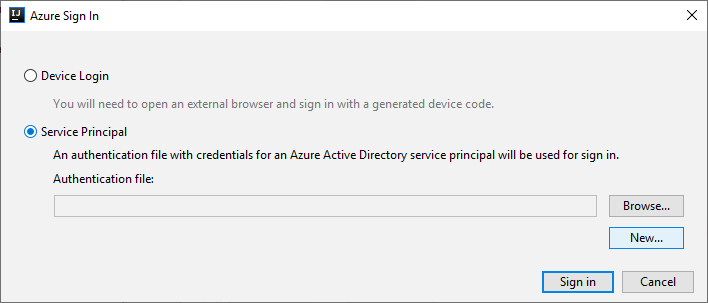 IJ Azure Sign In
Device Login
You will need to open an external browser and sign in with a generated device code.
Service Principal
An authentication file with credentials for an Azure Active Directory service principal will be used for sign in.
Authentication file:
Browse...
New...
Sign in
Cancel